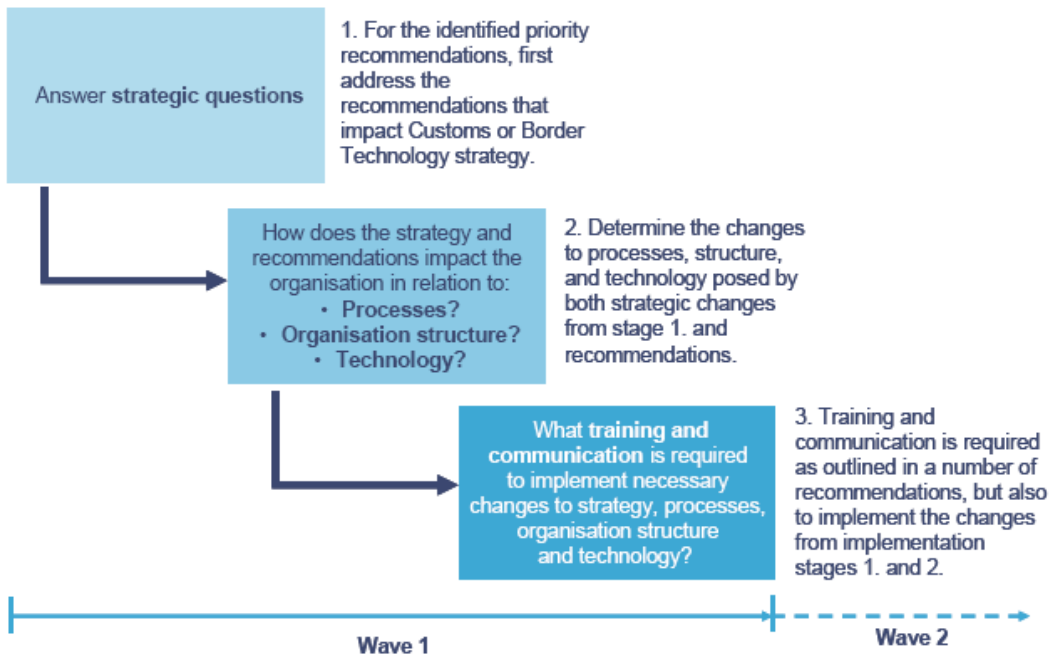 Answer strategic questions
1. For the identified priority
recommendations, first
address the
recommendations that
impact Customs or Border
Technology strategy.
How does the strategy and
recommendations impact the
organisation in relation to:
• Processes?
• Organisation structure?
• Technology?
2. Determine the changes
to processes, structure,
and technology posed by
both strategic changes
from stage 1. and
recommendations.
What training and
communication is required
to implement necessary
changes to strategy, processes,
organisation structure
and technology?
3. Training and
communication is required
as outlined in a number of
recommendations, but also
to implement the changes
from implementation
stages 1. and 2.
Wave 1
Wave 2